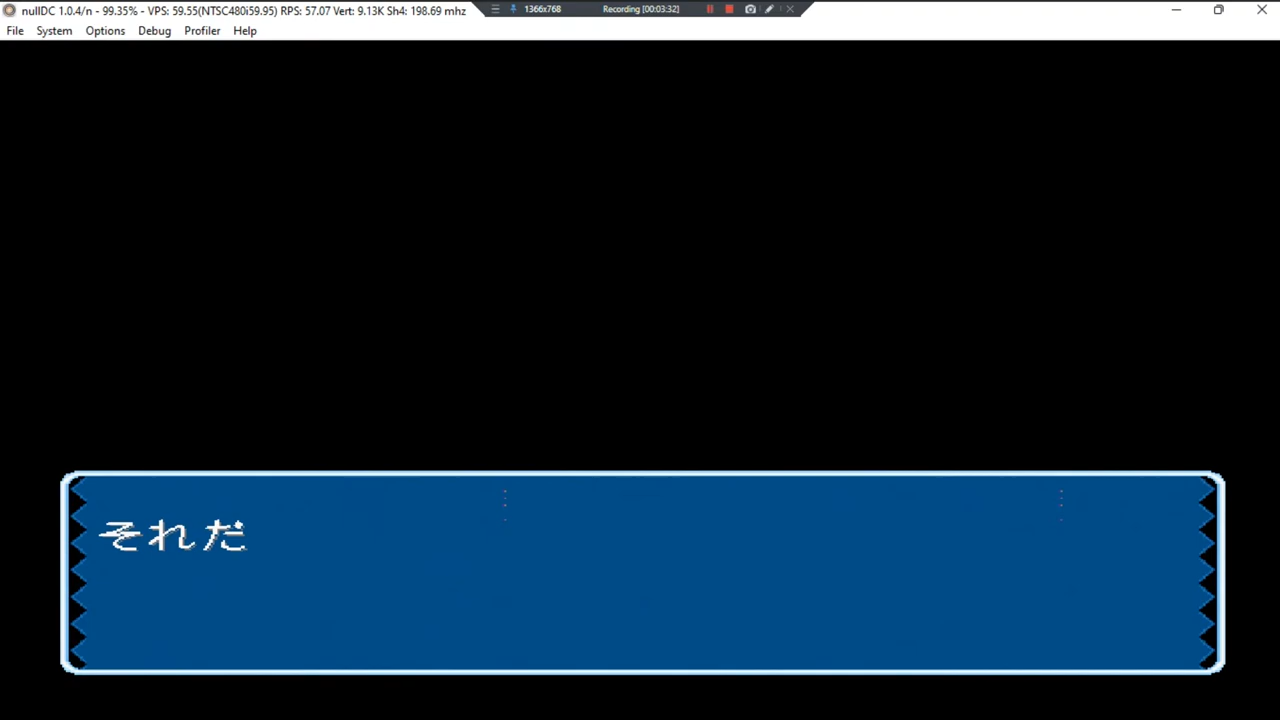 nullDC 1.0.4/n - 99.35% - VPS: 59.55(NTSC480i59.95) RPS: 57.07 Vert: 9.13K Sh4: 198.69 mhz
1366x768
Recording [00:03:32]
File System Options Debug Profiler Help
それだ